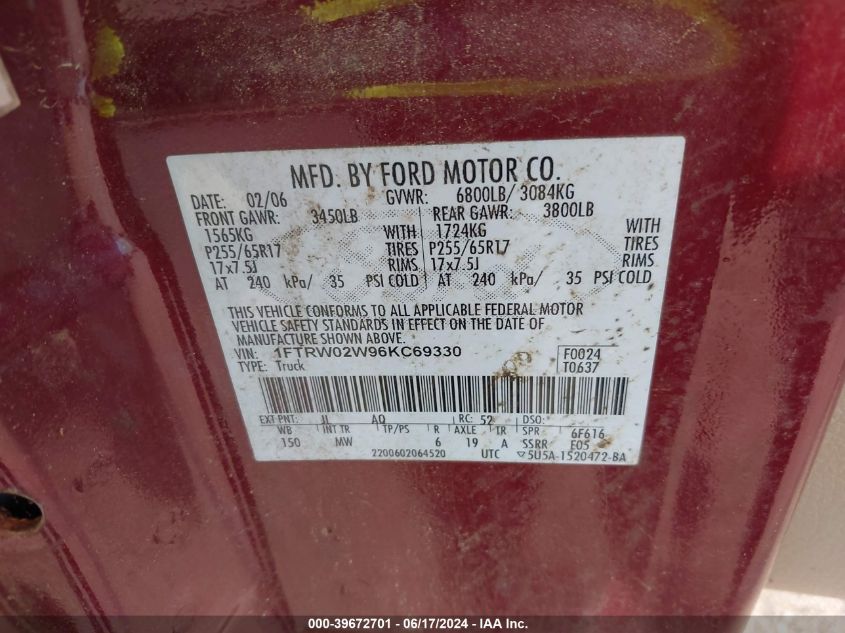 MFD. BY FORD MOTOR CO.
DATE: 02/06 GVWR: 6800LB/ 3084KG
FRONT GAWR: 3450LB REAR GAWR: 3800LB
1565KG WITH 1724KG WITH
P255/65R17 TIRES P255/65R17 TIRES
17x7.5J RIMS 17x7.5J RIMS
AT 240 kPa/ 35 PSI COLD AT 240 kPa/ 35 PSI COLD
THIS VEHICLE CONFORMS TO ALL APPLICABLE FEDERAL MOTOR
VEHICLE SAFETY STANDARDS IN EFFECT ON THE DATE OF
MANUFACTURE SHOWN ABOVE.
VIN: 1FTRW02W96KC69330 F0024
TYPE: Truck T0637
EXT PNT: JL AQ RC: 52 DSO:
WB INT TR TP/PS R AXLE TR SPR 6F616
150 MW 6 19 A SSRR E05
2200602064520 UTC ▽5U5A-1520472-BA
000-39672701 - 06/17/2024 - IAA Inc.